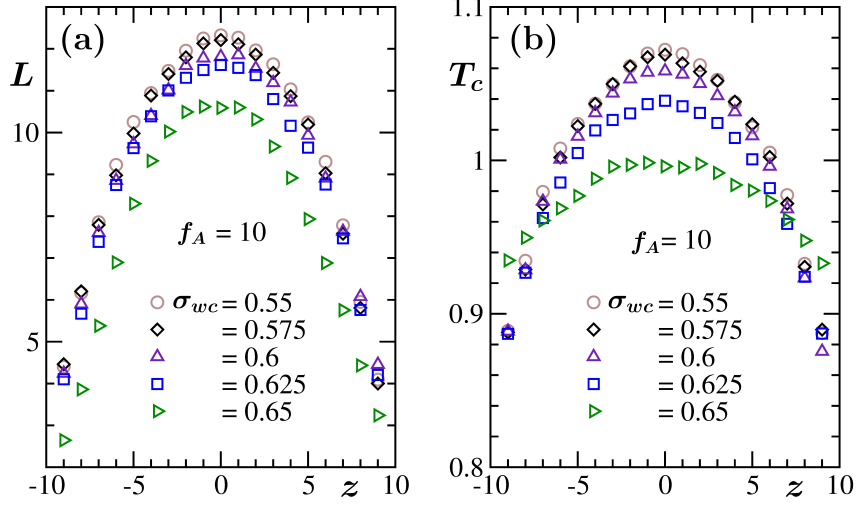 (a)
L
10
5
f_A = 10
σ_wc = 0.55
= 0.575
= 0.6
= 0.625
= 0.65
-10
-5
0
5
z
10
1.1
(b)
T_c
1
0.9
0.8
f_A = 10
σ_wc = 0.55
= 0.575
= 0.6
= 0.625
= 0.65
-10
-5
0
5
z
10